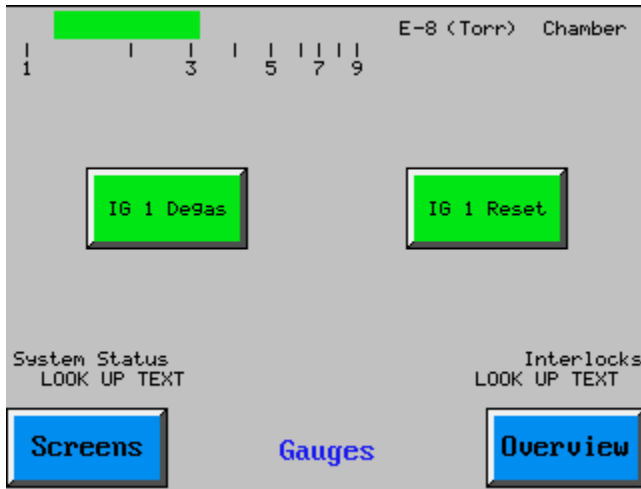 E-8 (Torr) Chamber
1 3 5 7 9
IG 1 Degas
IG 1 Reset
System Status
LOOK UP TEXT
Interlocks
LOOK UP TEXT
Screens
Gauges
Overview